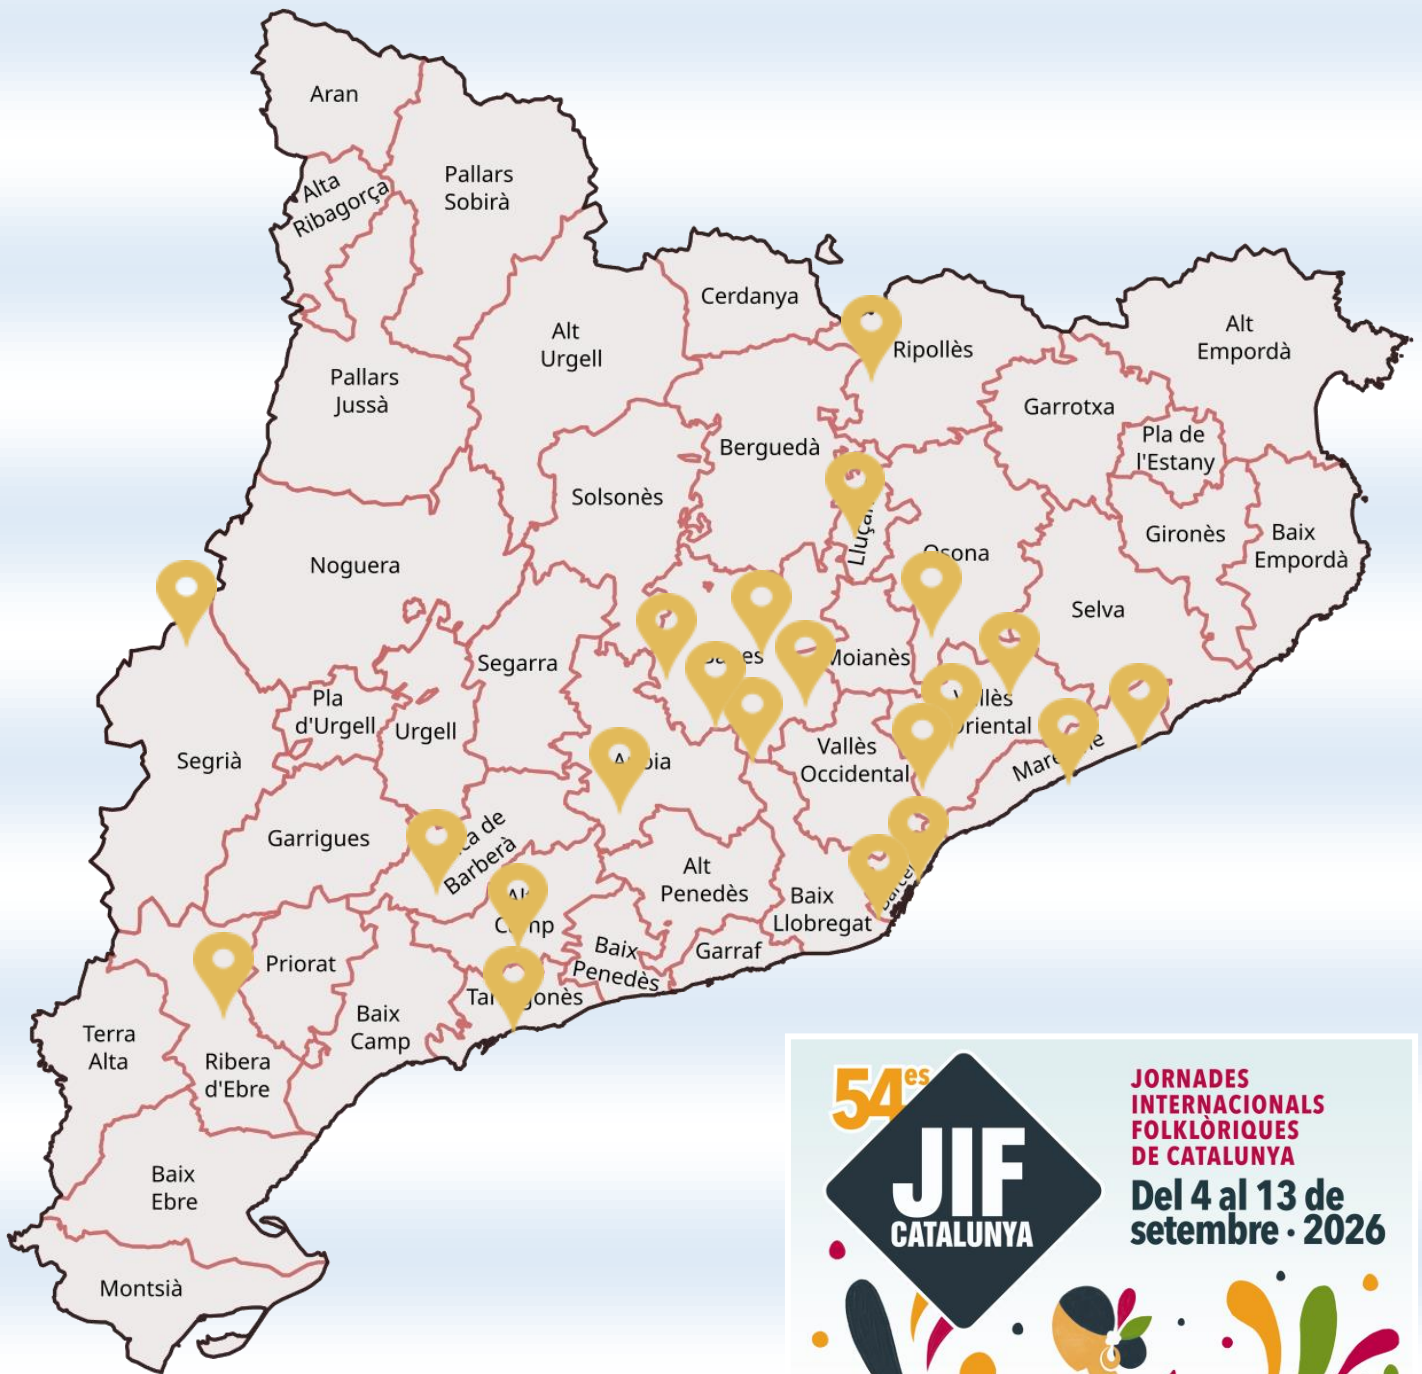 Aran
Alta
Ribagorça
Pallars
Sobirà
Cerdanya
Alt
Urgell
Ripollès
Alt
Empordà
Pallars
Jussà
Garrotxa
Pla de
l'Estany
Berguedà
Solsonès
Gironès
Baix
Empordà
Noguera
Osona
Selva
Segarra
Moianès
Pla
d'Urgell
Urgell
Oriental
Segrià
Vallès
Occidental
Garrigues
Barberà
Alt
Penedès
Baix
Llobregat
Priorat
Baix
Penedès
Garraf
Baix
Camp
Terra
Alta
Ribera
d'Ebre
Baix
Ebre
Montsià
54es
JIF
CATALUNYA
JORNADES
INTERNACIONALS
FOLKLÒRIQUES
DE CATALUNYA
Del 4 al 13 de
setembre · 2026